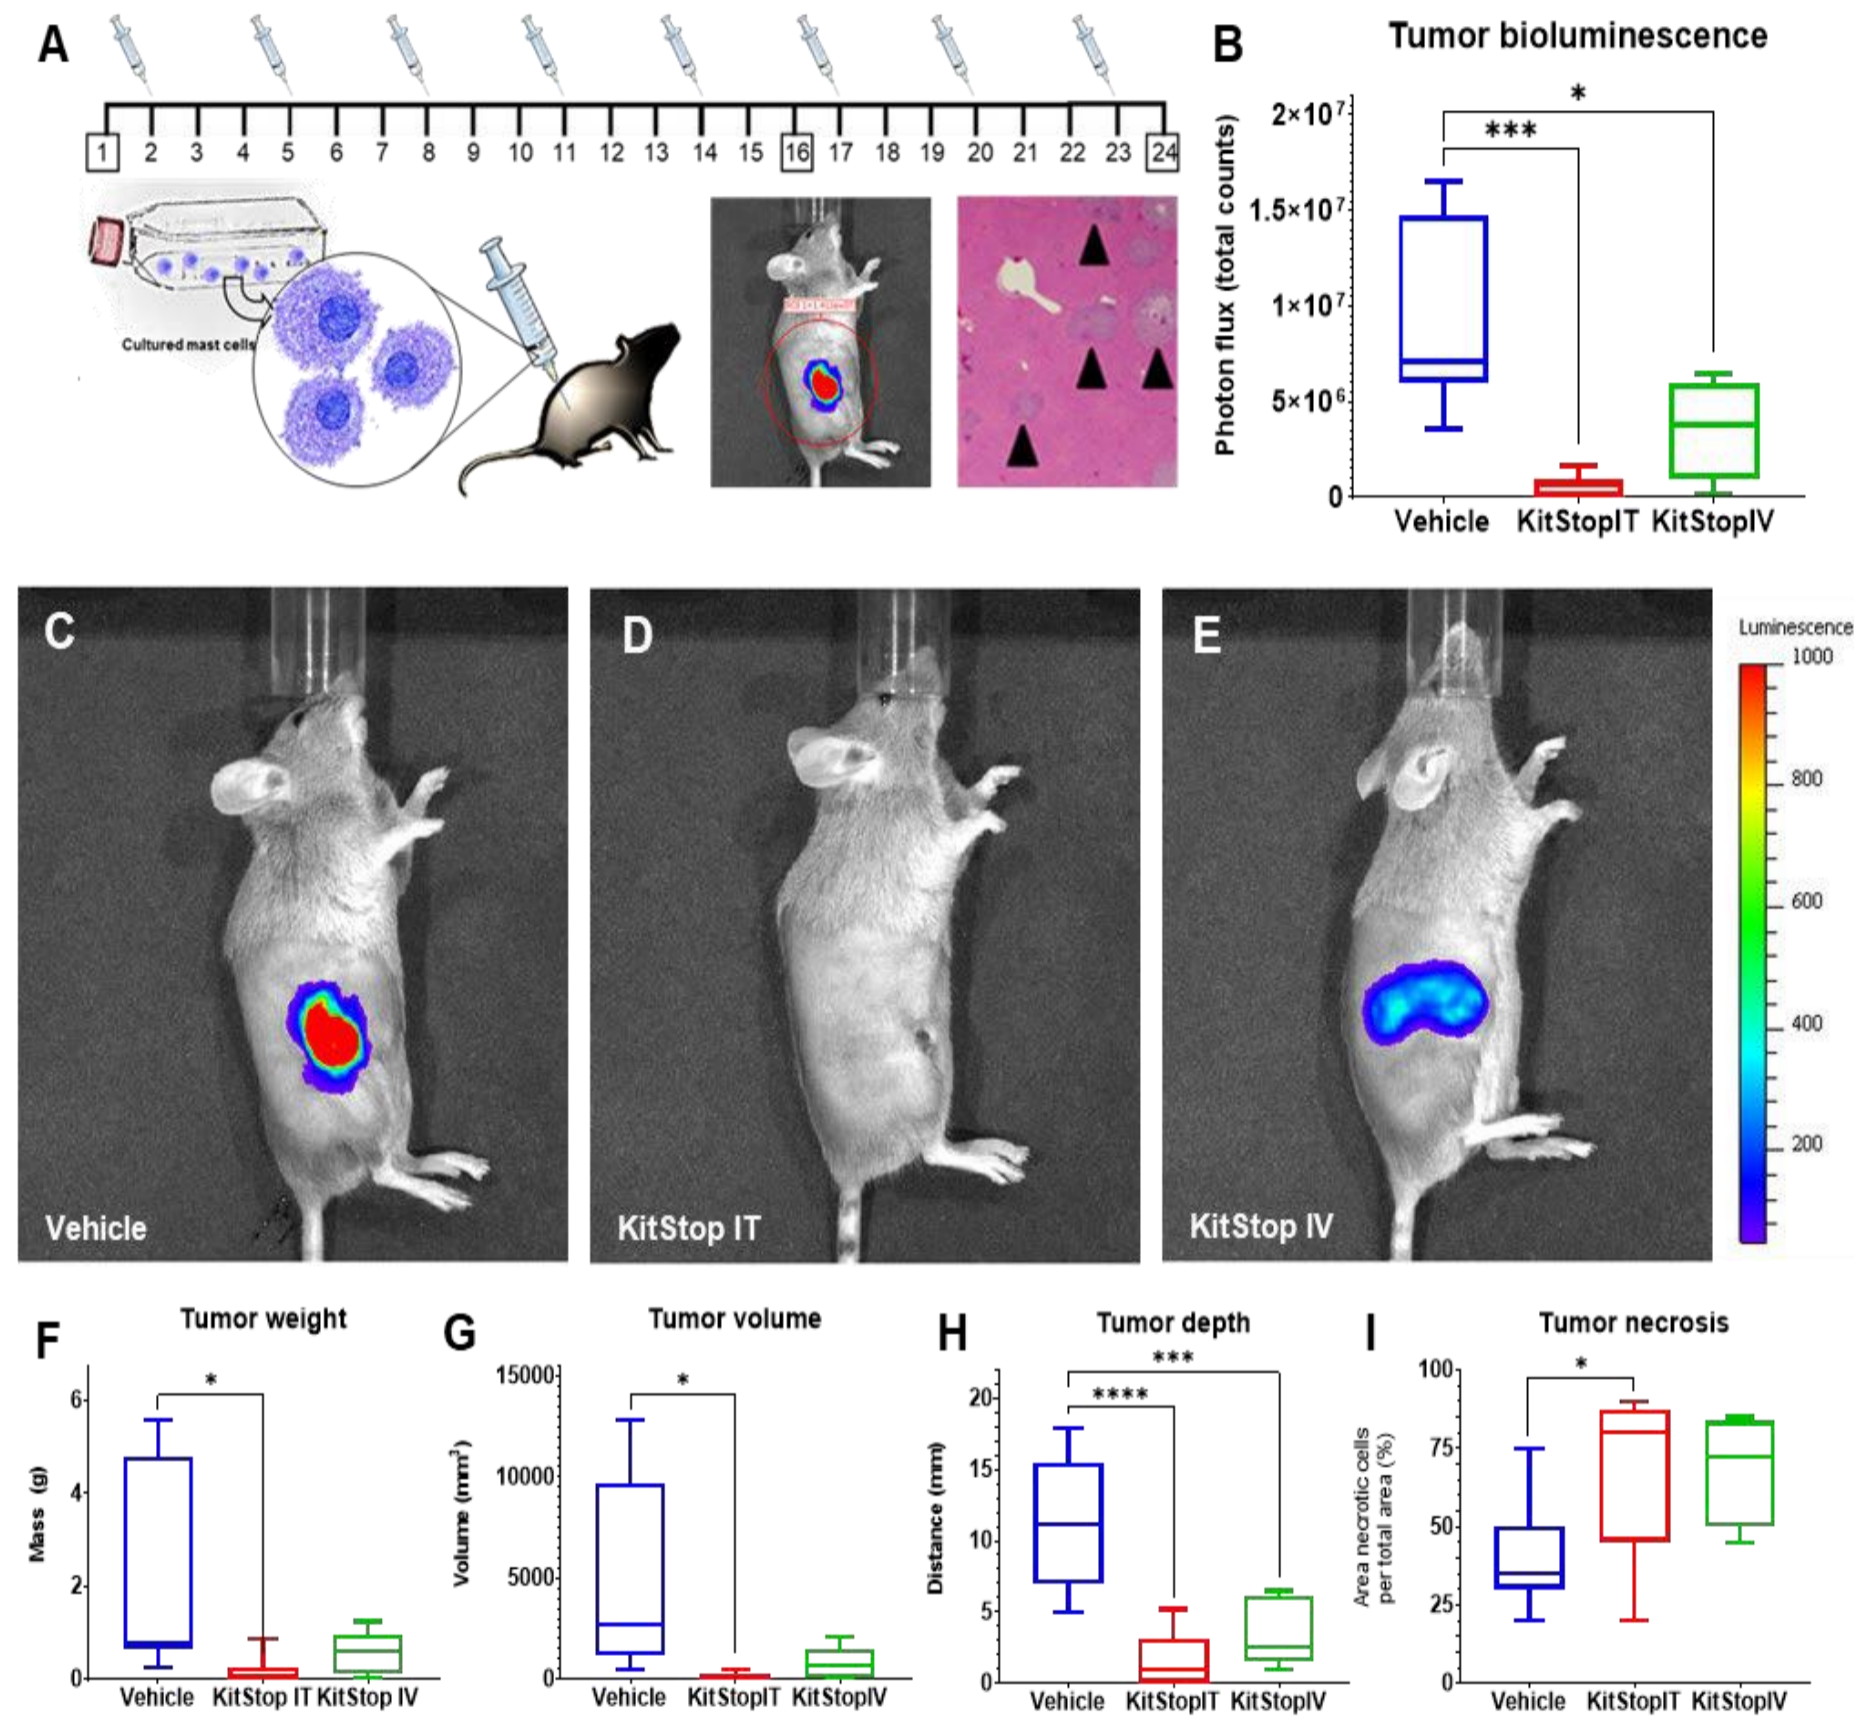 A
1 2 3 4 5 6 7 8 9 10 11 12 13 14 15 16 17 18 19 20 21 22 23 24
Cultured mast cells
B
Tumor bioluminescence
*
***
Photon flux (total counts)
2×10⁷
1.5×10⁷
1×10⁷
5×10⁶
0
Vehicle KitStopIT KitStopIV
C
Vehicle
D
KitStop IT
E
KitStop IV
Luminescence
1000
800
600
400
200
F
Tumor weight
*
Mass (g)
6
4
2
0
Vehicle KitStop IT KitStop IV
G
Tumor volume
*
Volume (mm³)
15000
10000
5000
0
Vehicle KitStopIT KitStopIV
H
Tumor depth
***
****
Distance (mm)
20
15
10
5
0
Vehicle KitStopIT KitStopIV
I
Tumor necrosis
*
Area necrotic cells
per total area (%)
100
75
50
25
0
Vehicle KitStopIT KitStopIV